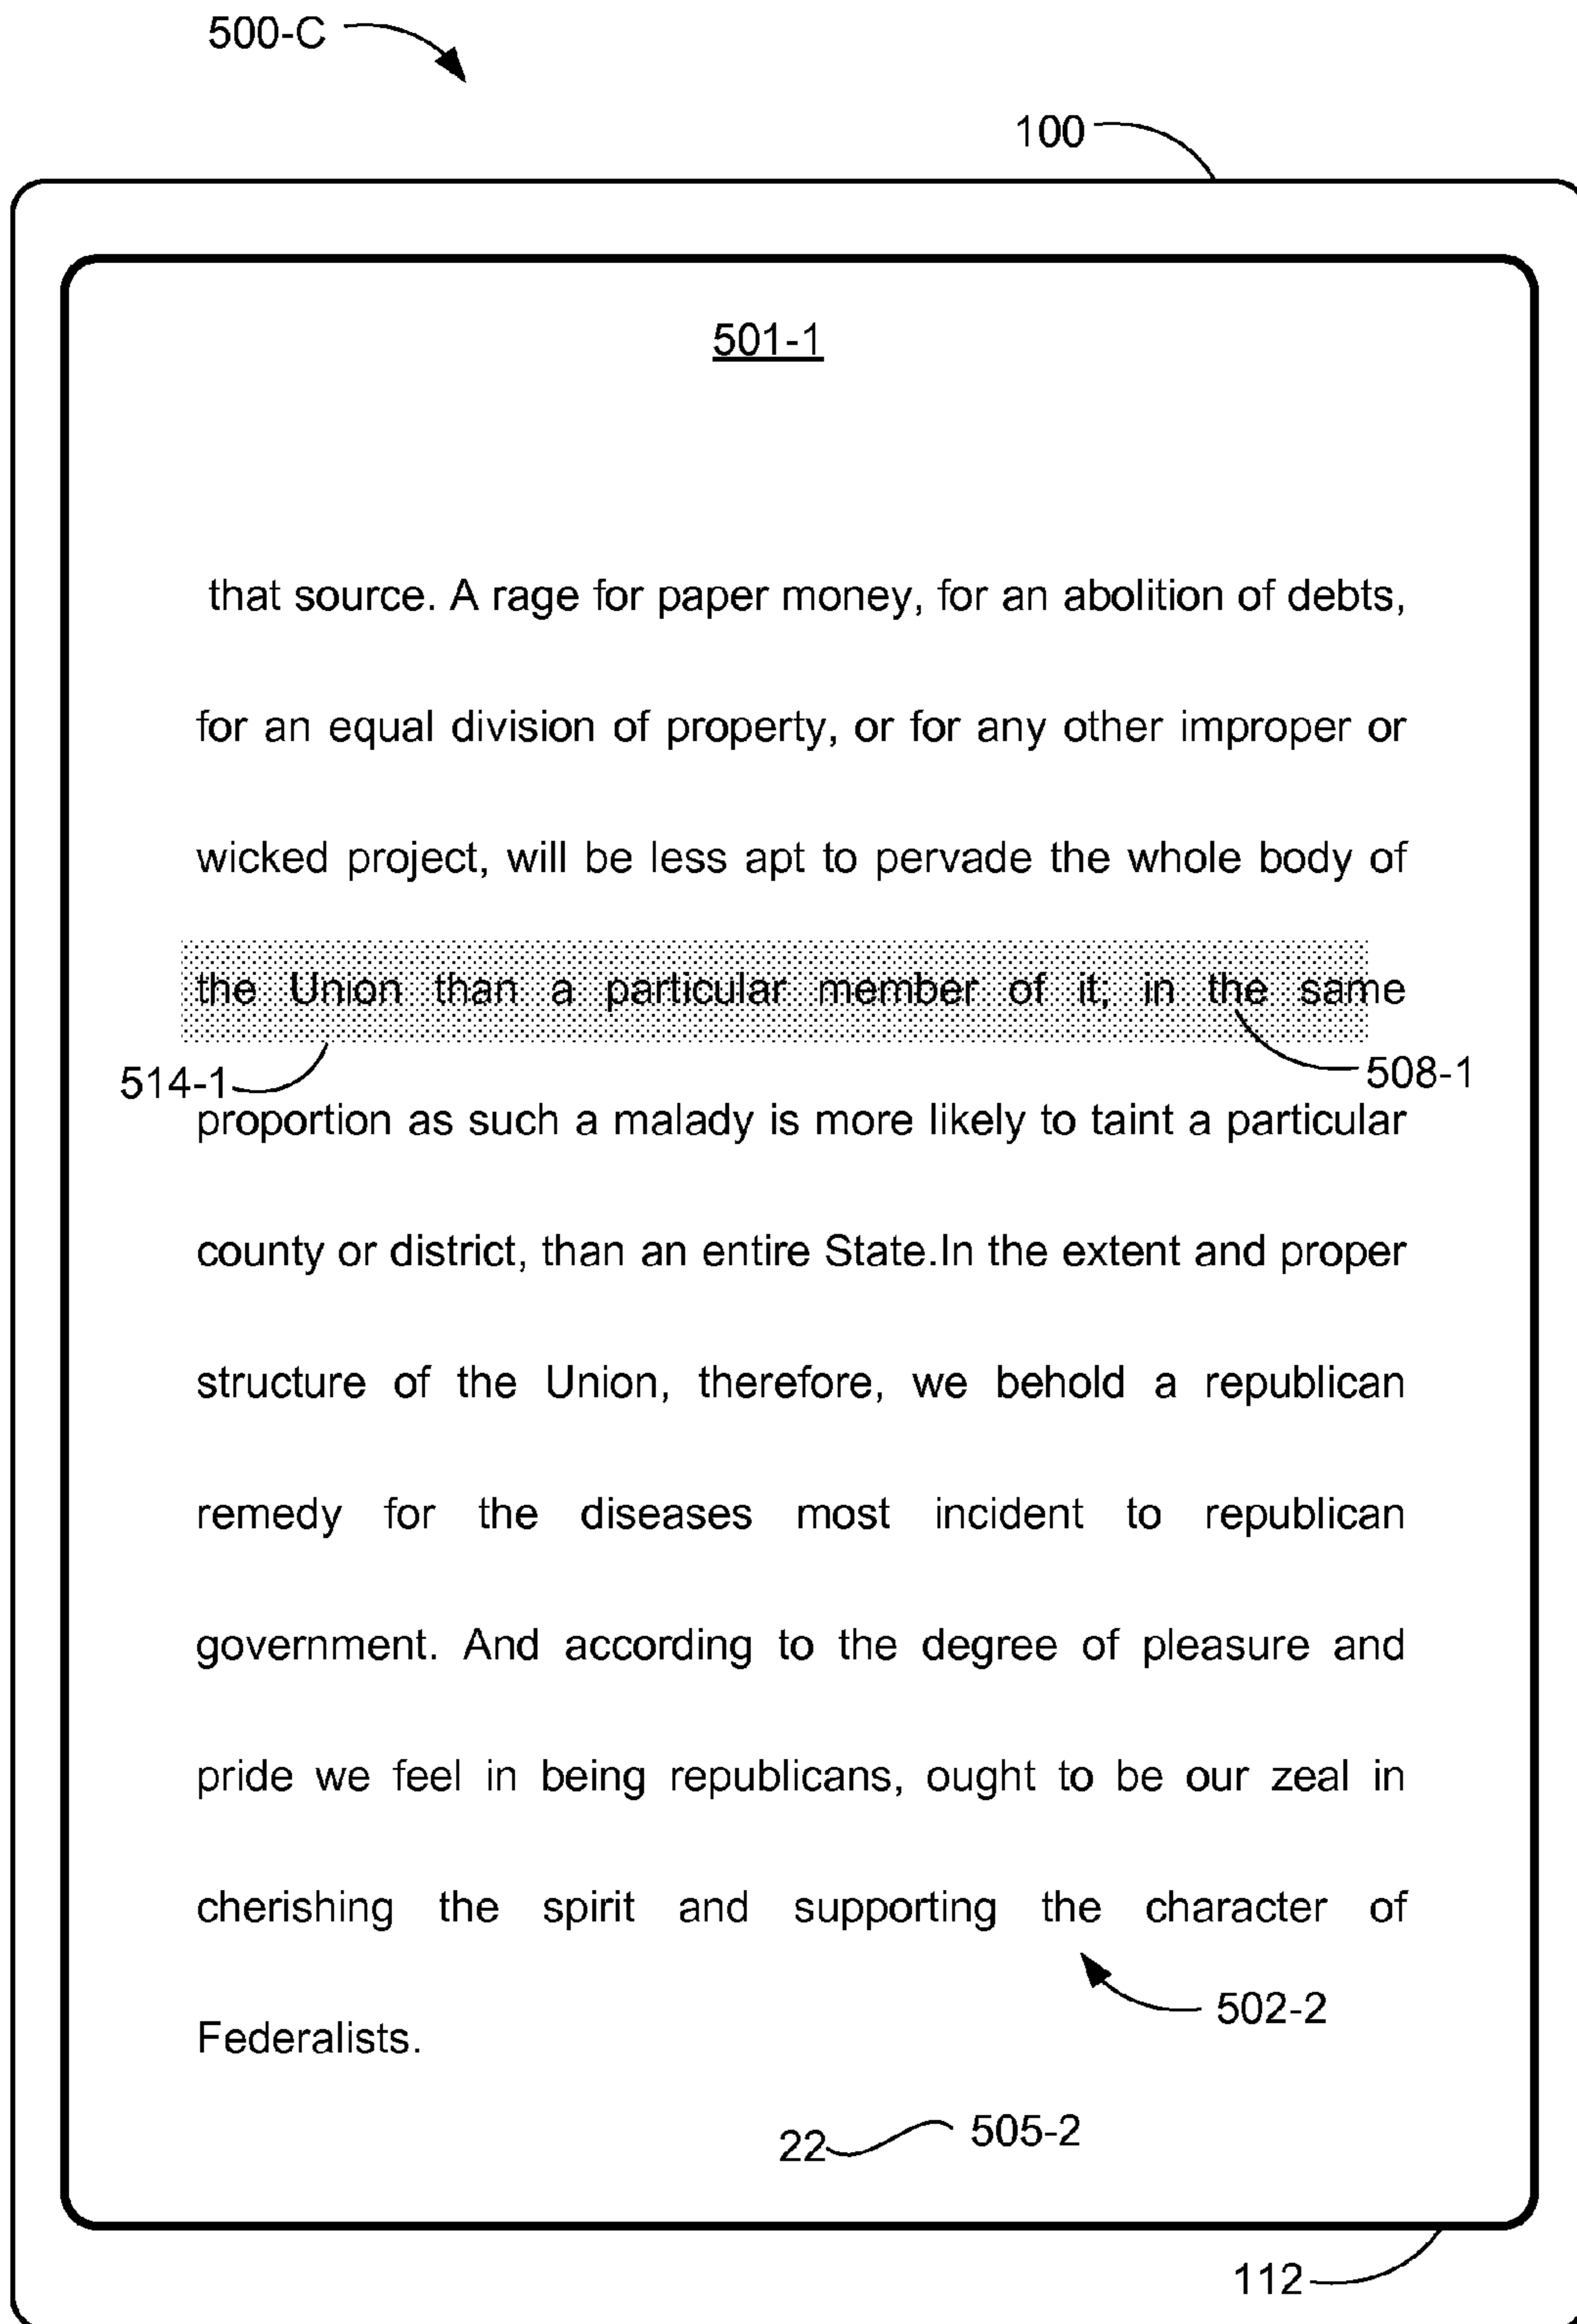 500-C
100
501-1
that source. A rage for paper money, for an abolition of debts,
for an equal division of property, or for any other improper or
wicked project, will be less apt to pervade the whole body of
the Union than a particular member of it; in the same
514-1
508-1
proportion as such a malady is more likely to taint a particular
county or district, than an entire State.In the extent and proper
structure of the Union, therefore, we behold a republican
remedy for the diseases most incident to republican
government. And according to the degree of pleasure and
pride we feel in being republicans, ought to be our zeal in
cherishing the spirit and supporting the character of
502-2
Federalists.
22
505-2
112